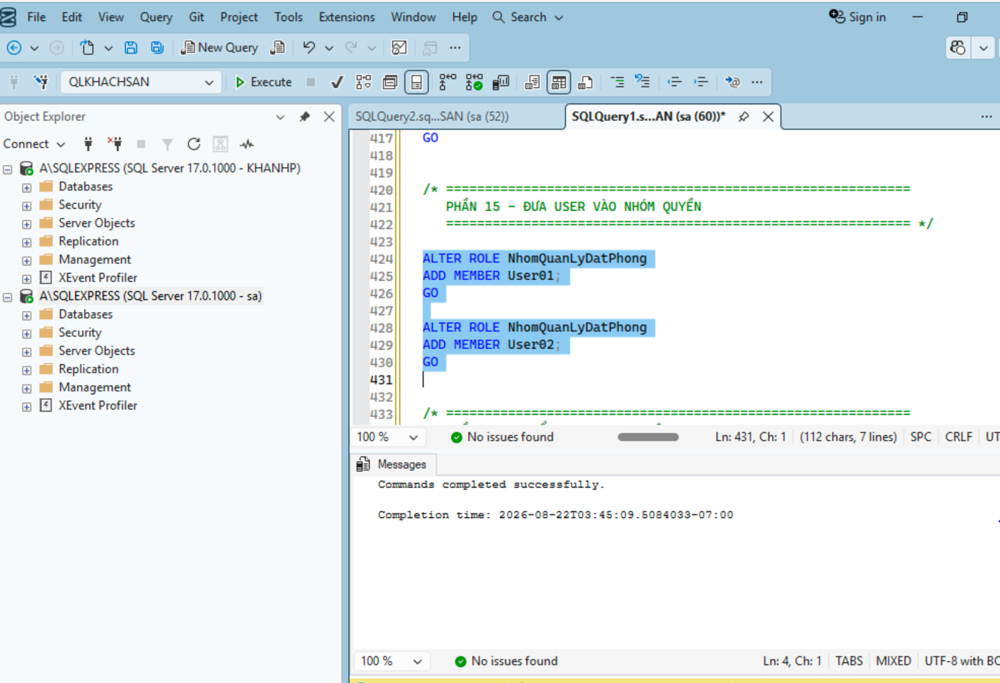 File Edit View Query Git Project Tools Extensions Window Help Search Sign in
New Query
QLKHACHSAN Execute
Object Explorer
Connect
A\SQLEXPRESS (SQL Server 17.0.1000 - KHANHP)
Databases
Security
Server Objects
Replication
Management
XEvent Profiler
A\SQLEXPRESS (SQL Server 17.0.1000 - sa)
Databases
Security
Server Objects
Replication
Management
XEvent Profiler
SQLQuery2.sq...SAN (sa (52)) SQLQuery1.s...AN (sa (60))*
417 GO
418
419
420 /* ============================================================
421 PHẦN 15 - ĐƯA USER VÀO NHÓM QUYỀN
422 ============================================================ */
423
424 ALTER ROLE NhomQuanLyDatPhong
425 ADD MEMBER User01;
426 GO
427
428 ALTER ROLE NhomQuanLyDatPhong
429 ADD MEMBER User02;
430 GO
431
432
433 /* ============================================================
100 % No issues found Ln: 431, Ch: 1 (112 chars, 7 lines) SPC CRLF UT
Messages
Commands completed successfully.
Completion time: 2026-08-22T03:45:09.5084033-07:00
100 % No issues found Ln: 4, Ch: 1 TABS MIXED UTF-8 with BO